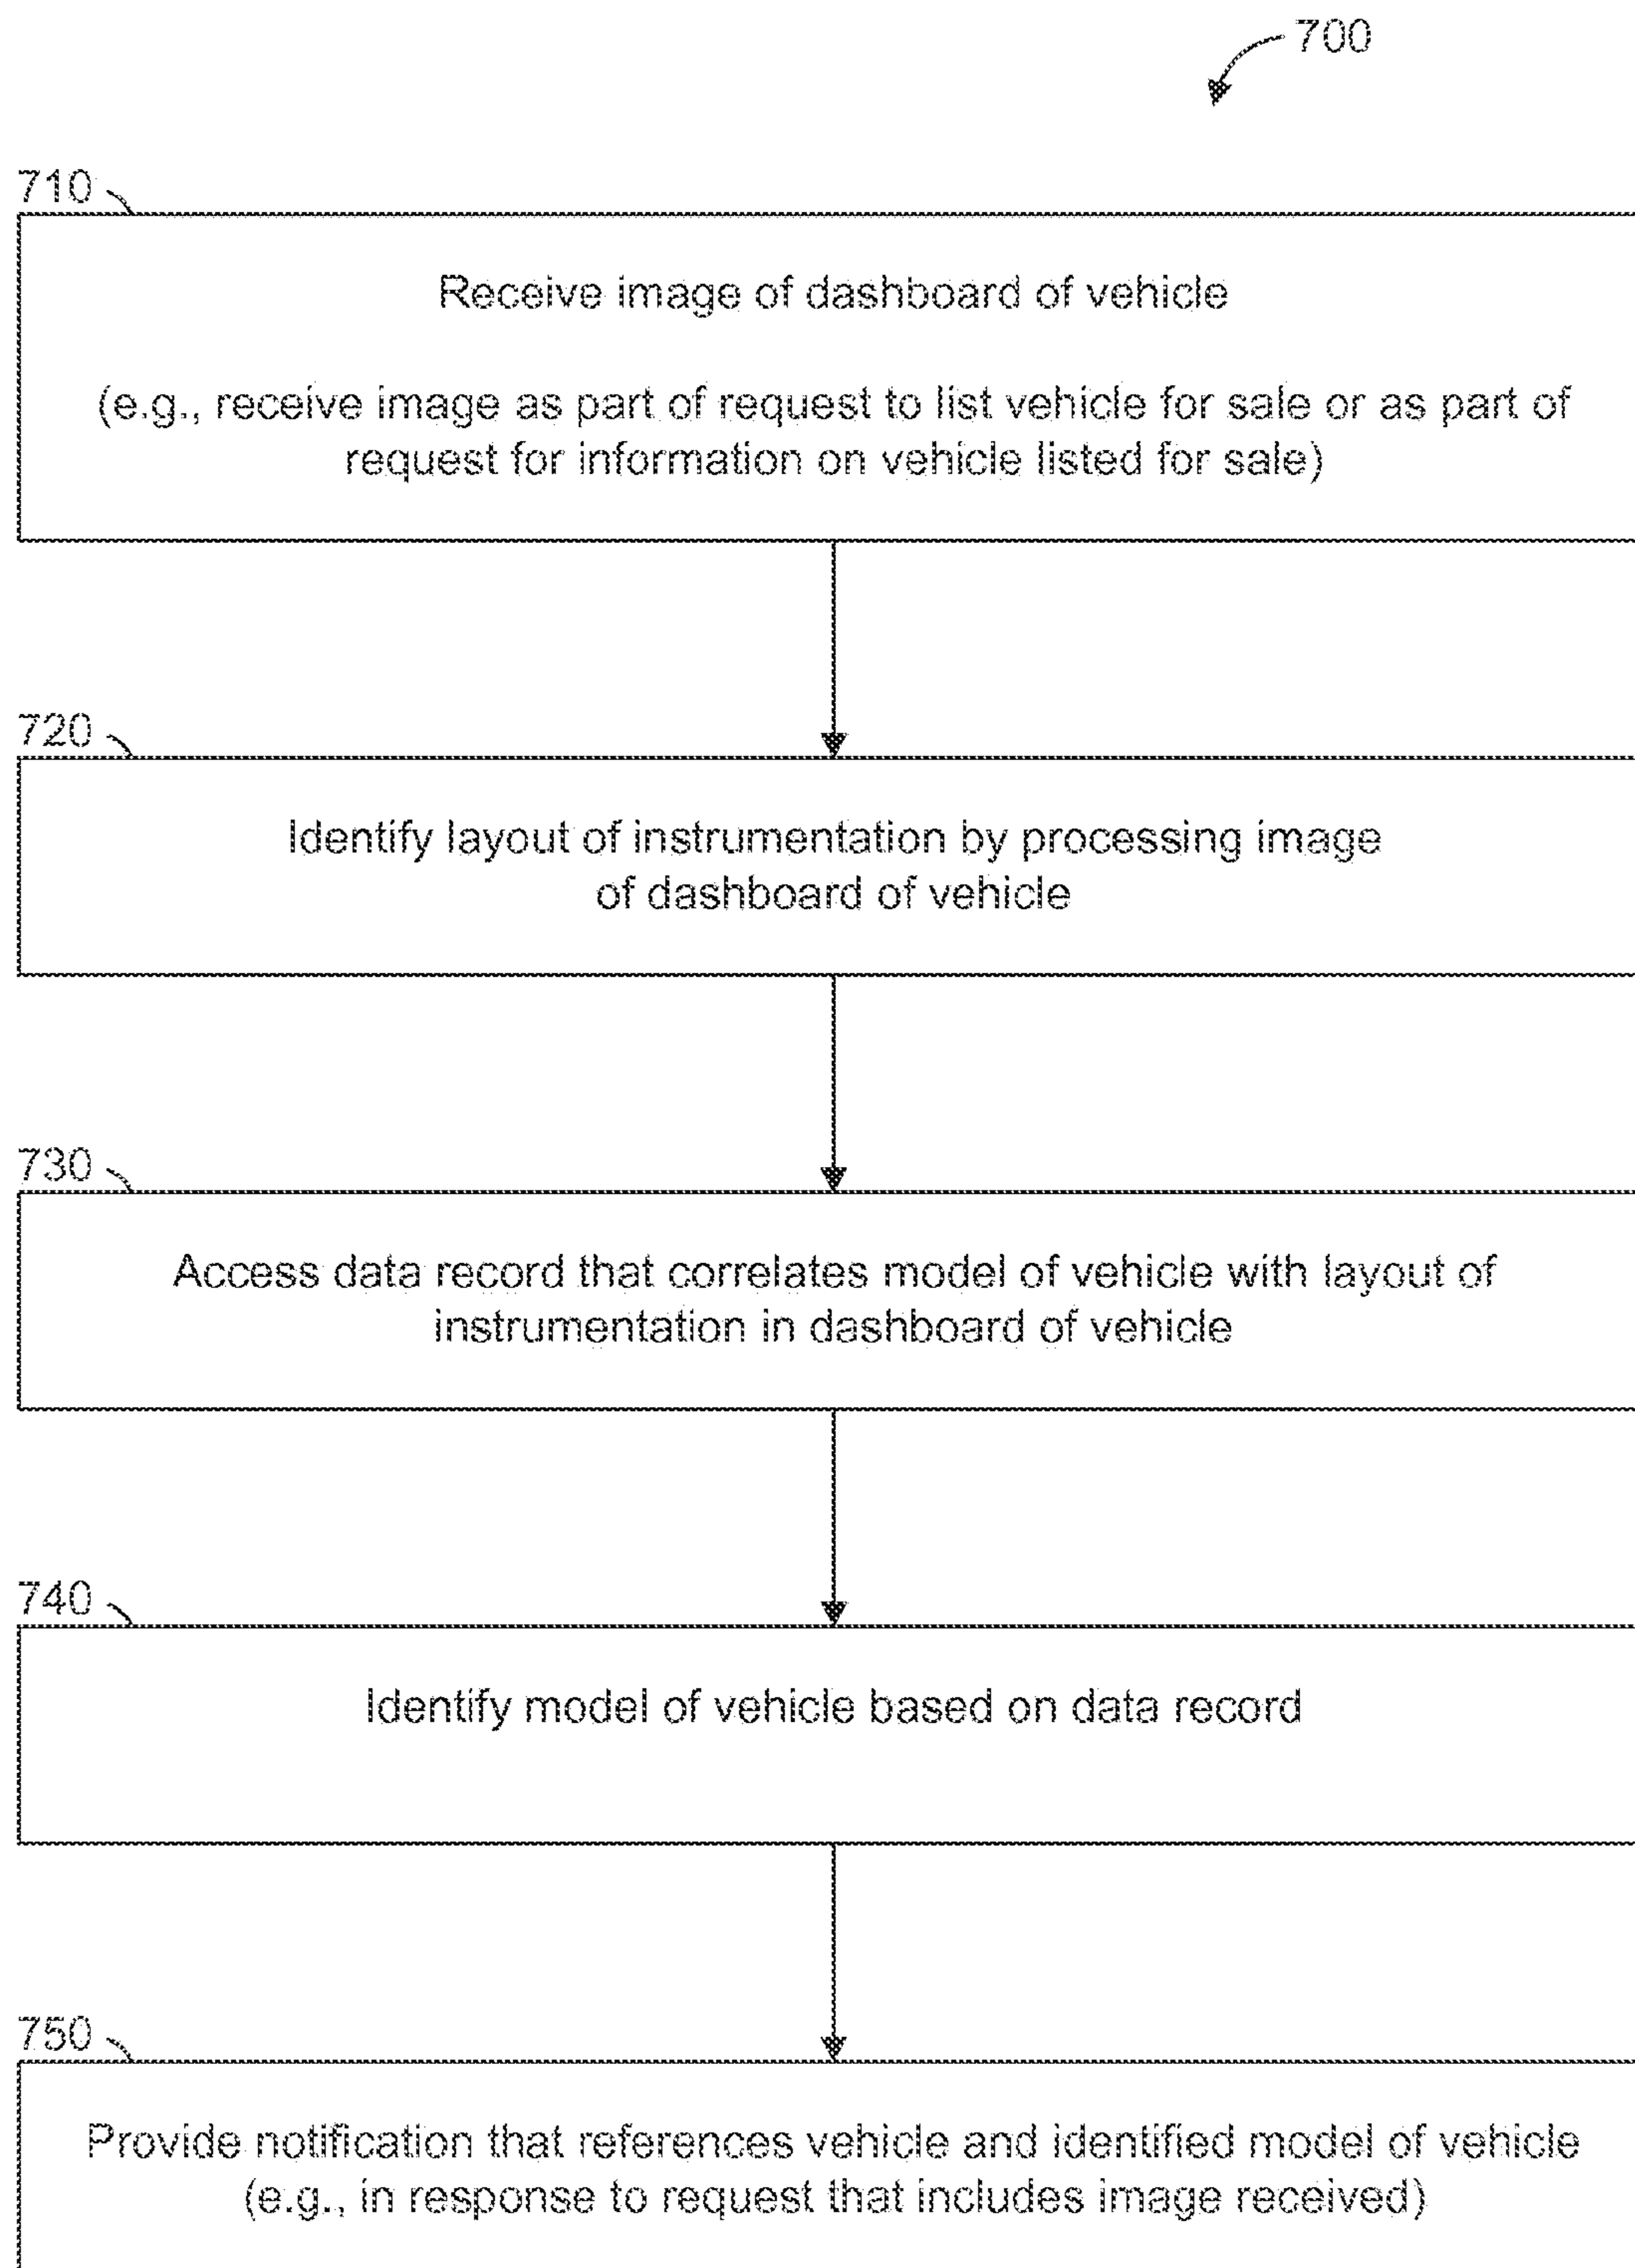 700
710
Receive image of dashboard of vehicle
(e.g., receive image as part of request to list vehicle for sale or as part of
request for information on vehicle listed for sale)
720
Identify layout of instrumentation by processing image
of dashboard of vehicle
730
Access data record that correlates model of vehicle with layout of
instrumentation in dashboard of vehicle
740
Identify model of vehicle based on data record
750
Provide notification that references vehicle and identified model of vehicle
(e.g., in response to request that includes image received)